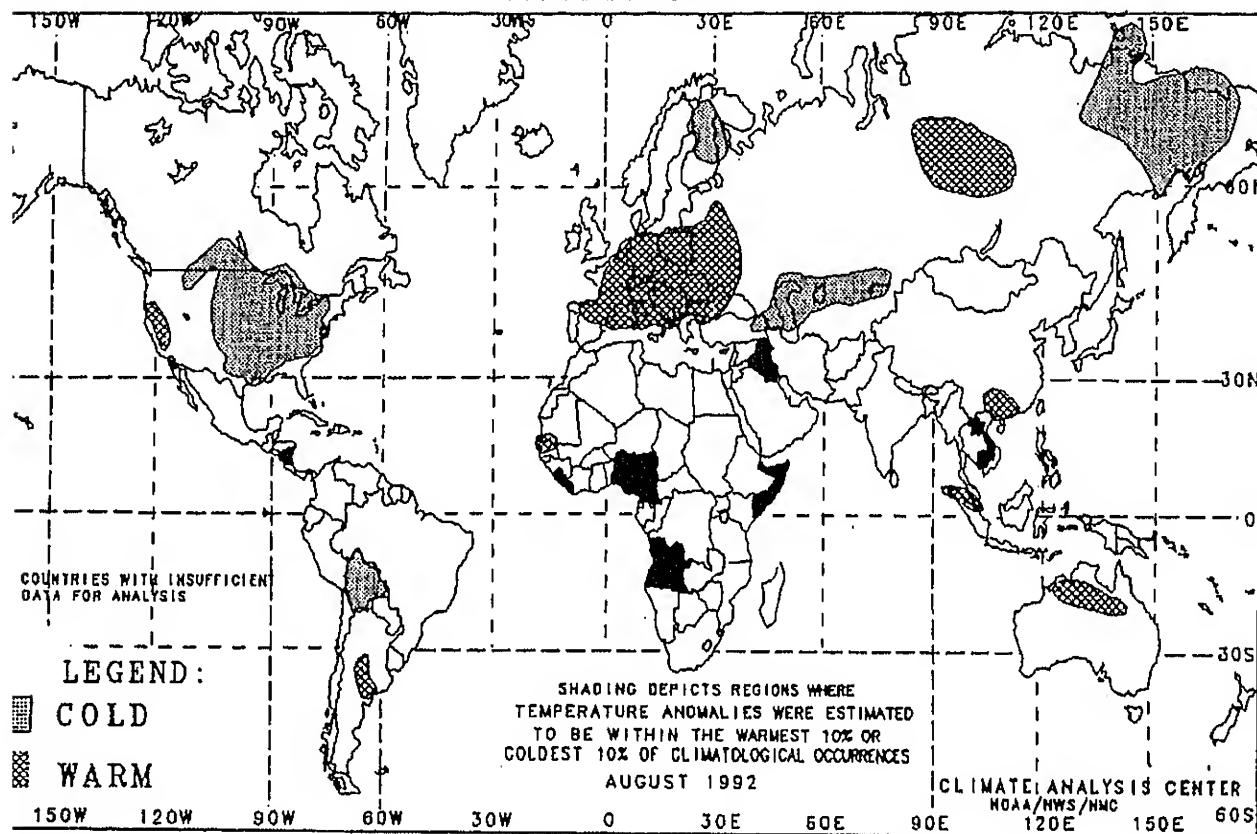 150W 120W 90W 60W 30W 0 30E 60E 90E 120E 150E
60N
30N
0
COUNTRIES WITH INSUFFICIENT
DATA FOR ANALYSIS
30S
LEGEND:
COLD
WARM
SHADING DEPICTS REGIONS WHERE
TEMPERATURE ANOMALIES WERE ESTIMATED
TO BE WITHIN THE WARMEST 10% OR
COLDEST 10% OF CLIMATOLOGICAL OCCURRENCES
AUGUST 1992
CLIMATE ANALYSIS CENTER
NOAA/NWS/NMC
150W 120W 90W 60W 30W 0 30E 60E 90E 120E 150E 60S